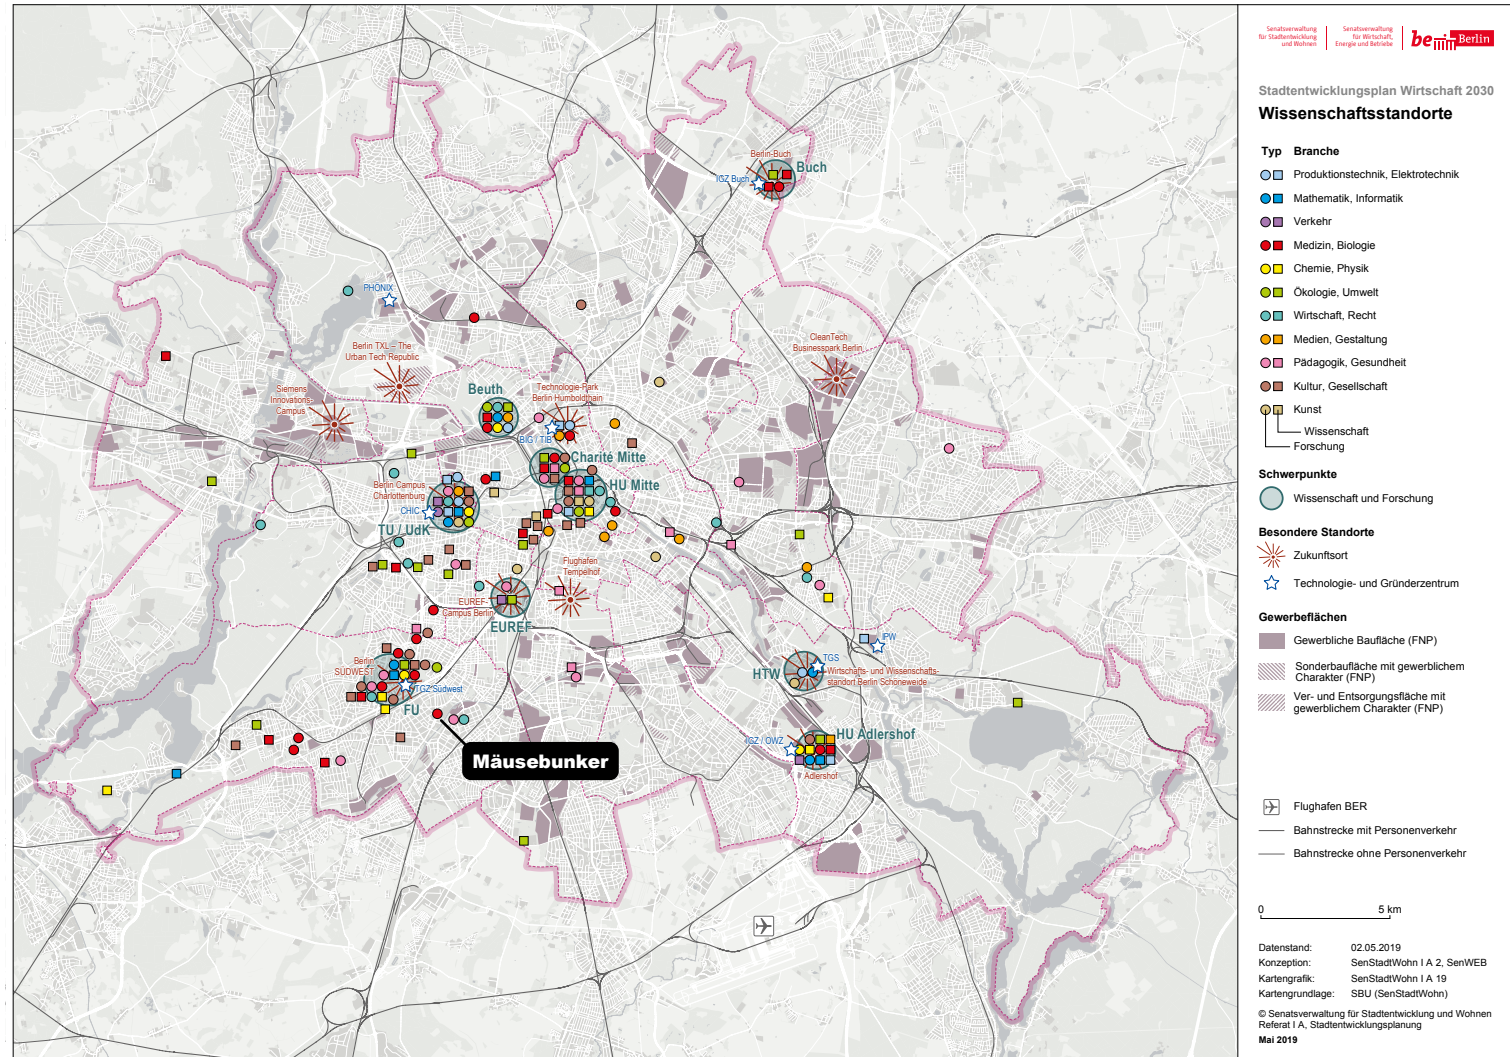 Senatsverwaltung
für Stadtentwicklung
und Wohnen
Senatsverwaltung
für Wirtschaft,
Energie und Betriebe
be Berlin
Stadtentwicklungsplan Wirtschaft 2030
Wissenschaftsstandorte
Typ Branche
Produktionstechnik, Elektrotechnik
Mathematik, Informatik
Verkehr
Medizin, Biologie
Chemie, Physik
Ökologie, Umwelt
Wirtschaft, Recht
Medien, Gestaltung
Pädagogik, Gesundheit
Kultur, Gesellschaft
Kunst
Wissenschaft
Forschung
Schwerpunkte
Wissenschaft und Forschung
Besondere Standorte
Zukunftsort
Technologie- und Gründerzentrum
Gewerbeflächen
Gewerbliche Baufläche (FNP)
Sonderbaufläche mit gewerblichem
Charakter (FNP)
Ver- und Entsorgungsfläche mit
gewerblichem Charakter (FNP)
Flughafen BER
Bahnstrecke mit Personenverkehr
Bahnstrecke ohne Personenverkehr
0 5 km
Datenstand: 02.05.2019
Konzeption: SenStadtWohn I A 2, SenWEB
Kartengrafik: SenStadtWohn I A 19
Kartengrundlage: SBU (SenStadtWohn)
© Senatsverwaltung für Stadtentwicklung und Wohnen
Referat I A, Stadtentwicklungsplanung
Mai 2019
Berlin-Buch
Buch
IGZ Buch
PHÖNIX
Berlin TXL – The
Urban Tech Republic
CleanTech
Businesspark Berlin
Siemens
Innovations-
Campus
Beuth
Technologie-Park
Berlin Humboldthain
BIG / TIB
Charité Mitte
HU Mitte
Berlin Campus
Charlottenburg
CHIC
TU / UdK
Flughafen
Tempelhof
EUREF-
Campus Berlin
EUREF
IPW
TGS
HTW
Wirtschafts- und Wissenschafts-
standort Berlin Schöneweide
Berlin
SÜDWEST
TGZ Südwest
FU
HU Adlershof
IGZ / OWZ
Adlershof
Mäusebunker